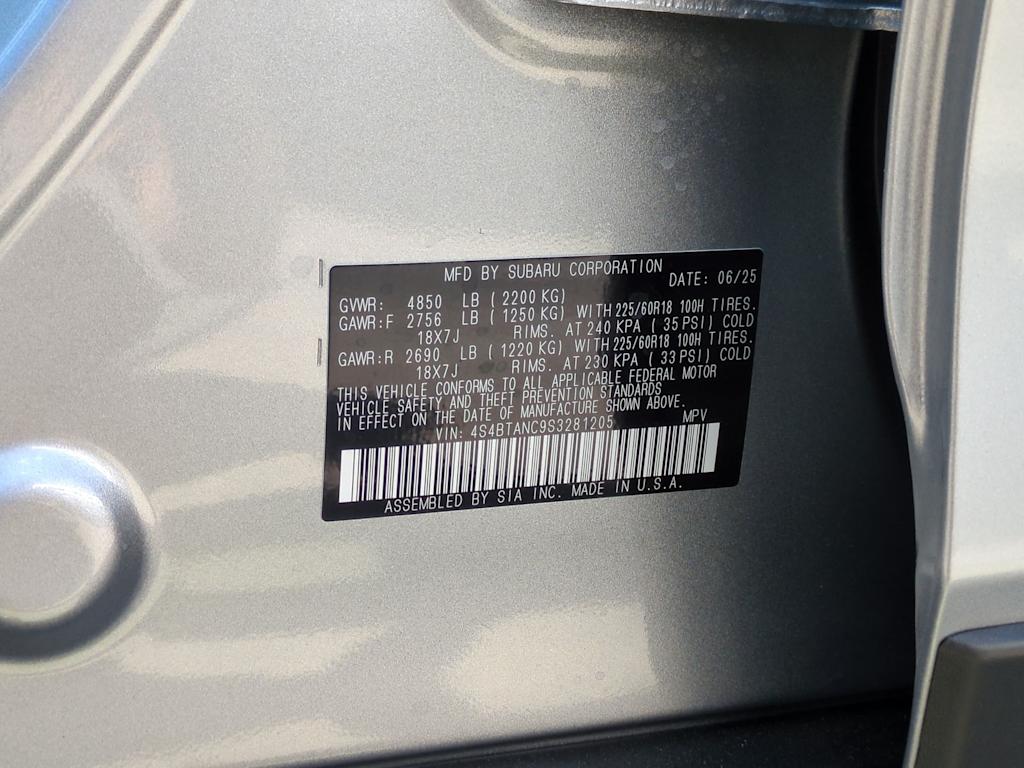 MFD BY SUBARU CORPORATION
DATE: 06/25
GVWR: 4850 LB (2200 KG)
GAWR:F 2756 LB (1250 KG) WITH 225/60R18 100H TIRES.
18X7J RIMS. AT 240 KPA (35 PSI) COLD
GAWR:R 2690 LB (1220 KG) WITH 225/60R18 100H TIRES.
18X7J RIMS. AT 230 KPA (33 PSI) COLD
THIS VEHICLE CONFORMS TO ALL APPLICABLE FEDERAL MOTOR
VEHICLE SAFETY AND THEFT PREVENTION STANDARDS
IN EFFECT ON THE DATE OF MANUFACTURE SHOWN ABOVE.
VIN: 4S4BTANC9S3281205 MPV
ASSEMBLED BY SIA INC. MADE IN U.S.A.